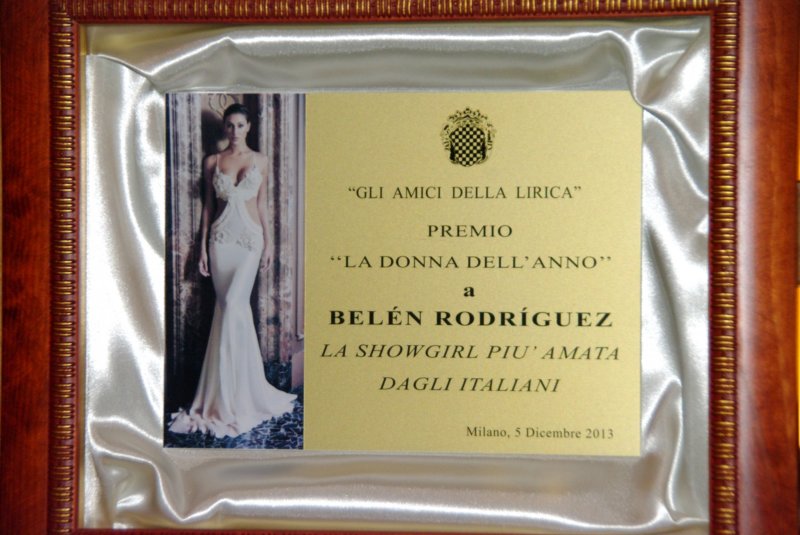 “GLI AMICI DELLA LIRICA”
PREMIO
“LA DONNA DELL’ANNO”
a
BELÉN RODRÍGUEZ
LA SHOWGIRL PIU’ AMATA
DAGLI ITALIANI
Milano, 5 Dicembre 2013